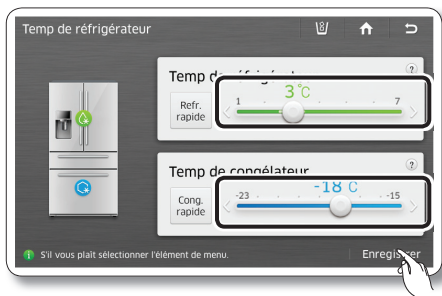 Temp de réfrigérateur
?
Temp de réfrigérateur
3°C
Refr.
rapide
1 7
?
Temp de congélateur
-18 C
Cong.
rapide
-23 -15
S'il vous plaît sélectionner l'élément de menu.
Enregistrer